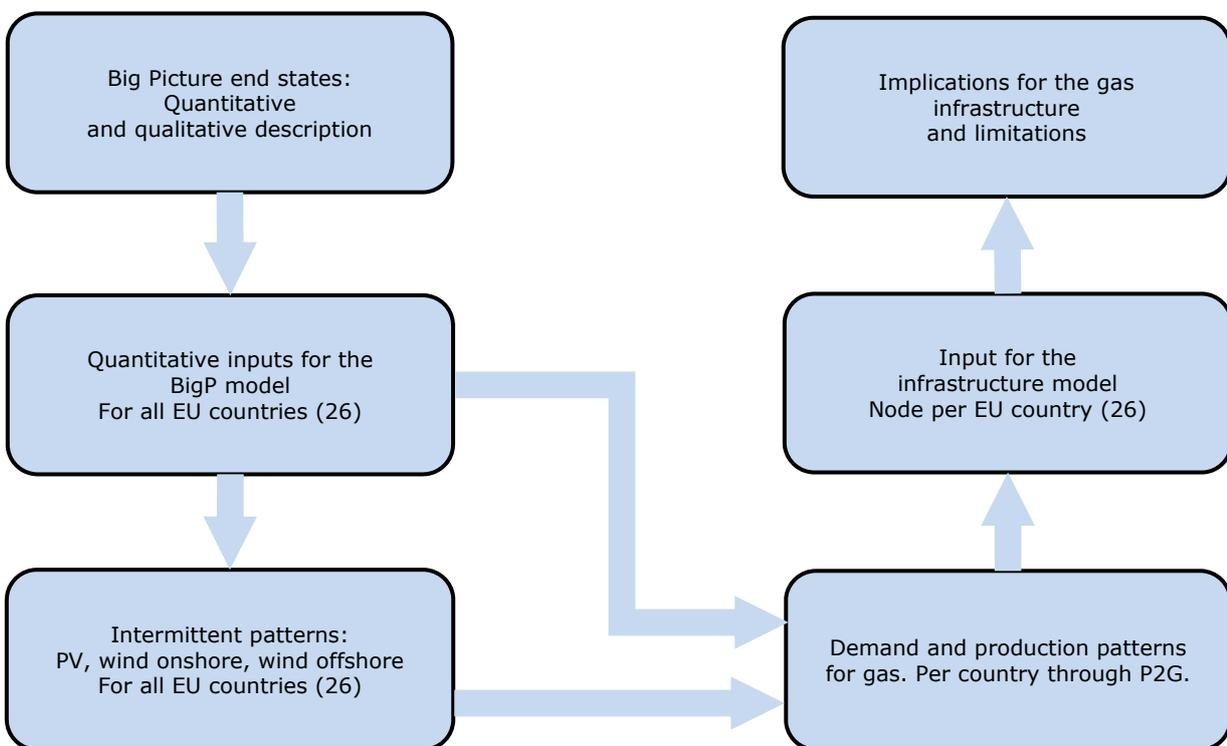 Big Picture end states:
Quantitative
and qualitative description
Implications for the gas
infrastructure
and limitations
Quantitative inputs for the
BigP model
For all EU countries (26)
Input for the
infrastructure model
Node per EU country (26)
Intermittent patterns:
PV, wind onshore, wind offshore
For all EU countries (26)
Demand and production patterns
for gas. Per country through P2G.